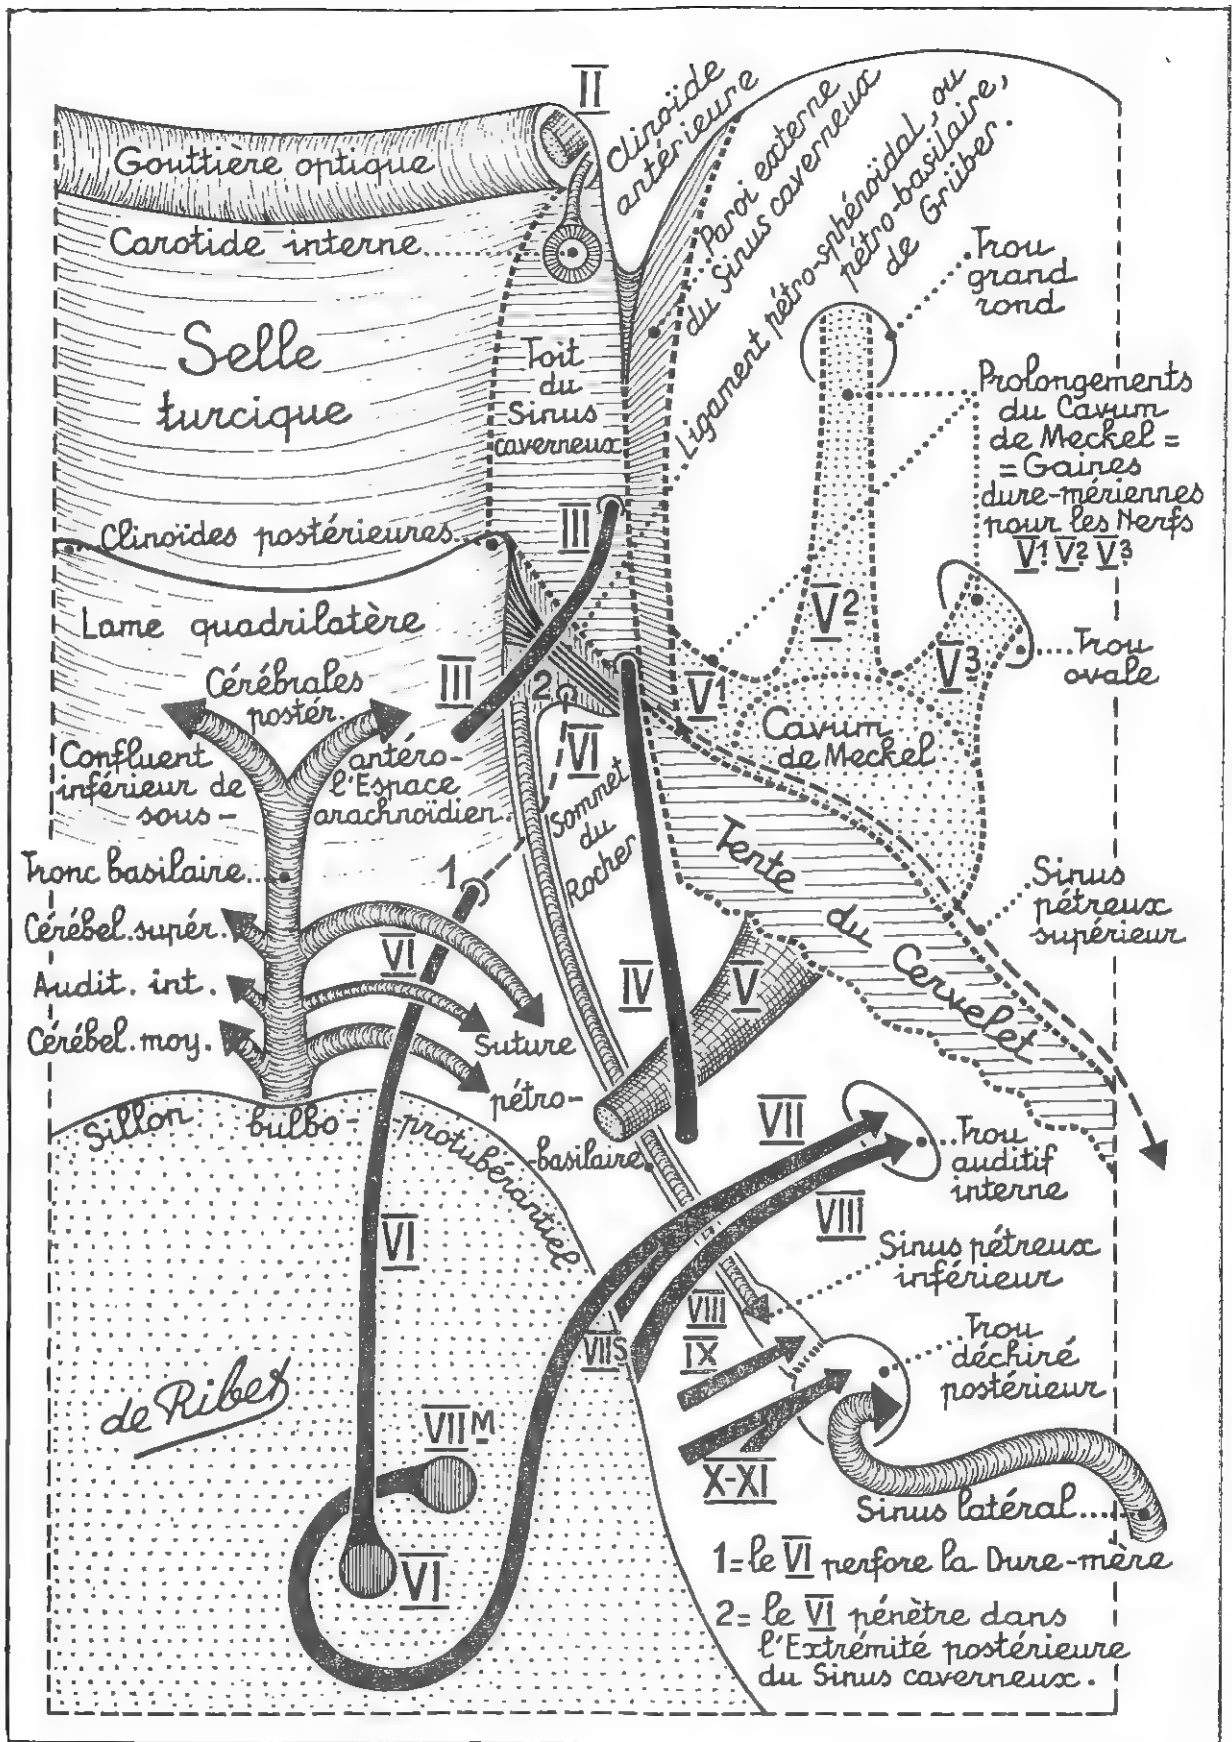 II
Clinoïde
antérieure
Paroi externe
du Sinus caverneux
Ligament pétro-sphénoïdal, ou
pétro-basilaire,
de Grüber.
Gouttière optique
Carotide interne
Selle
turcique
Toit
du
Sinus
caverneux
Trou
grand
rond
Prolongements
du Cavum
de Meckel =
= Gaines
dure-mériennes
pour les Nerfs
V1 V2 V3
Clinoïdes postérieures
III
Lame quadrilatère
III
2
VI
V1
V2
V3
Trou
ovale
Cavum
de Meckel
Cérébrales
postér.
Confluent antéro-
inférieur de l'Espace
sous-arachnoïdien.
Sommet
du
Rocher
Tente
du
Cervelet
Tronc basilaire
1
Sinus
pétreux
supérieur
Cérébel. supér.
VI
Audit. int.
IV
V
Cérébel. moy.
Suture
pétro-
-basilaire
Sillon bulbo-protubérantiel
VII
VIII
Trou
auditif
interne
VI
Sinus pétreux
inférieur
VIII
VIIS
IX
Trou
déchiré
postérieur
de Ribet
VIIM
X-XI
Sinus latéral
VI
1= le VI perfore la Dure-mère
2= le VI pénètre dans
l'Extrémité postérieure
du Sinus caverneux.